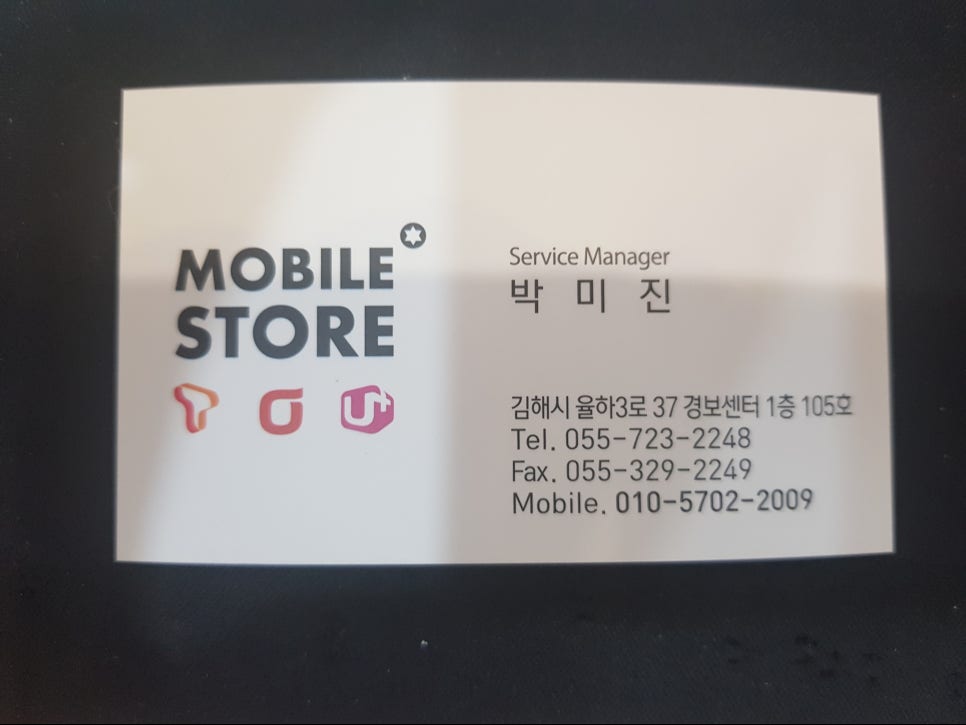 MOBILE
STORE
T
U+
Service Manager
박 미 진
김해시 율하3로 37 경보센터 1층 105호
Tel. 055-723-2248
Fax. 055-329-2249
Mobile. 010-5702-2009